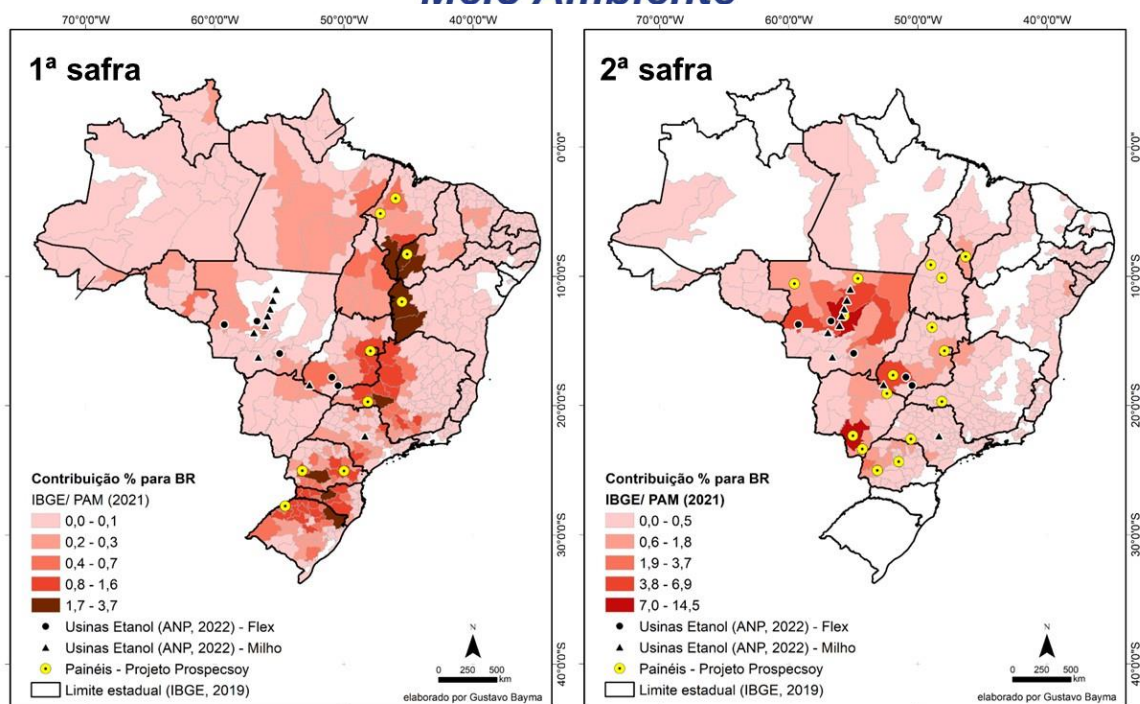 Meio Ambiente
70°0'0"W 60°0'0"W 50°0'0"W 40°0'0"W
1ª safra
0°0'0"
10°0'0"S
20°0'0"S
30°0'0"S
40°0'0"S
Contribuição % para BR
IBGE/ PAM (2021)
0,0 - 0,1
0,2 - 0,3
0,4 - 0,7
0,8 - 1,6
1,7 - 3,7
Usinas Etanol (ANP, 2022) - Flex
Usinas Etanol (ANP, 2022) - Milho
Painéis - Projeto Prospecsoy
Limite estadual (IBGE, 2019)
N
0 250 500
km
elaborado por Gustavo Bayma
70°0'0"W 60°0'0"W 50°0'0"W 40°0'0"W
2ª safra
0°0'0"
10°0'0"S
20°0'0"S
30°0'0"S
40°0'0"S
Contribuição % para BR
IBGE/ PAM (2021)
0,0 - 0,5
0,6 - 1,8
1,9 - 3,7
3,8 - 6,9
7,0 - 14,5
Usinas Etanol (ANP, 2022) - Flex
Usinas Etanol (ANP, 2022) - Milho
Painéis - Projeto Prospecsoy
Limite estadual (IBGE, 2019)
N
0 250 500
km
elaborado por Gustavo Bayma